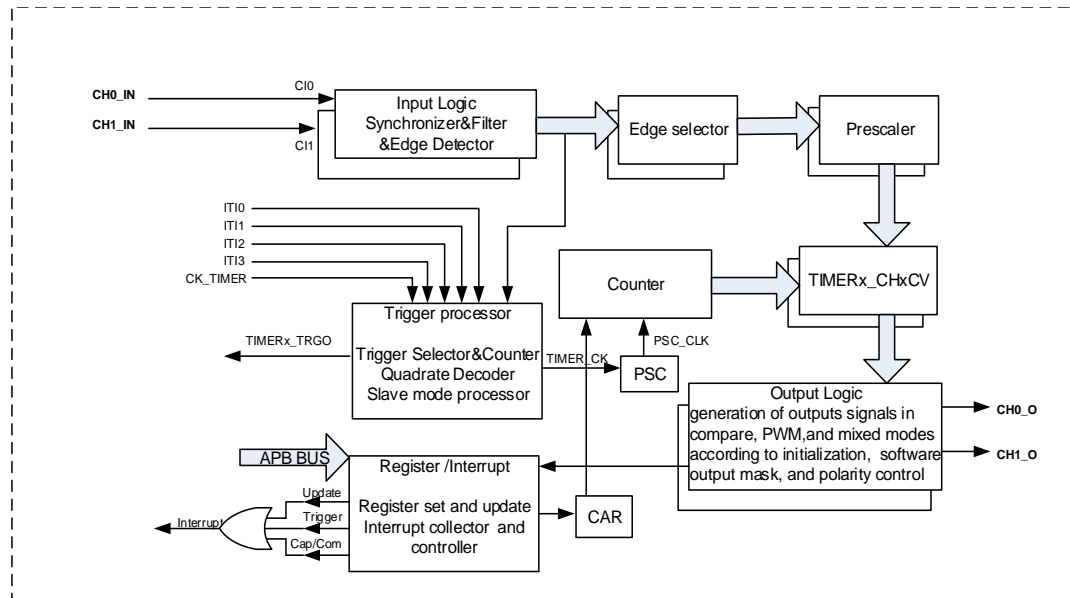 CH0_IN
CI0
CH1_IN
CI1
Input Logic
Synchronizer&Filter
&Edge Detector
Edge selector
Prescaler
ITI0
ITI1
ITI2
ITI3
CK_TIMER
Counter
TIMERx_CHxCV
Trigger processor
Trigger Selector&Counter
Quadrate Decoder
Slave mode processor
TIMERx_TRGO
TIMER_CK
PSC_CLK
PSC
Output Logic
generation of outputs signals in
compare, PWM,and mixed modes
according to initialization, software
output mask, and polarity control
CH0_O
CH1_O
APB BUS
Register /Interrupt
Register set and update
Interrupt collector and
controller
CAR
Update
Trigger
Cap/Com
Interrupt